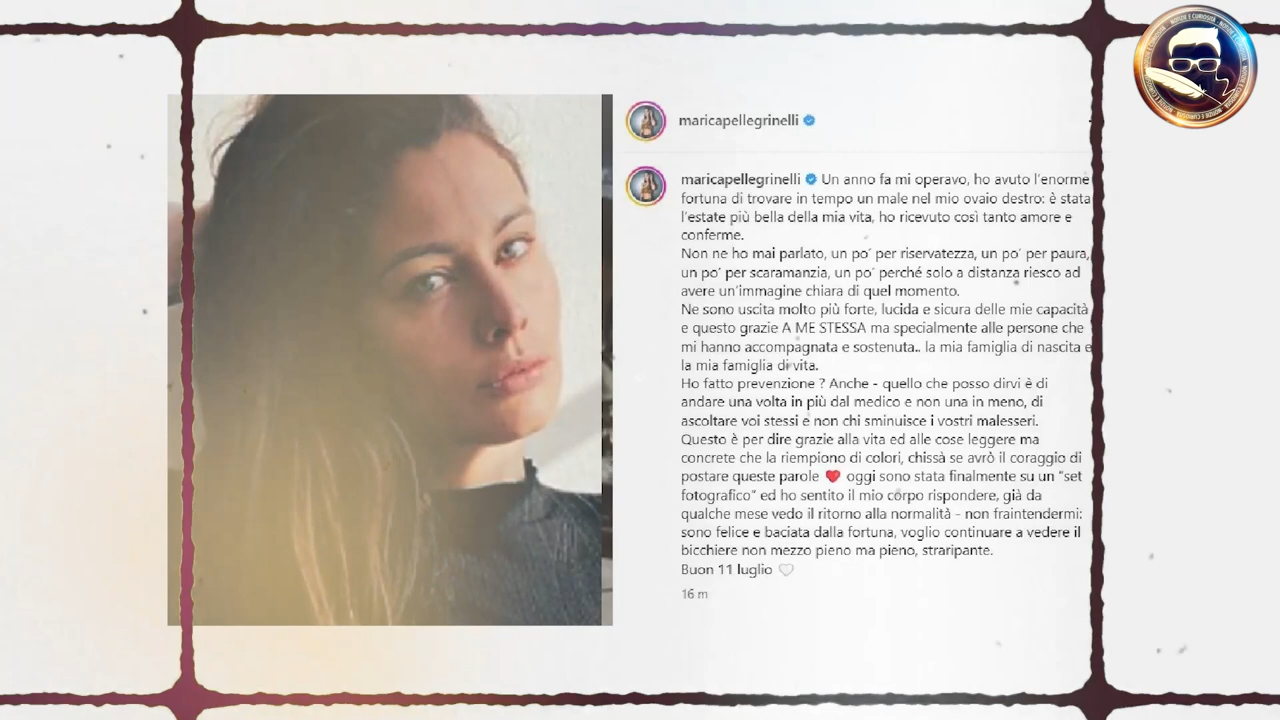 NOTIZIE E CURIOSITÀ
maricapellegrinelli
maricapellegrinelli Un anno fa mi operavo, ho avuto l'enorme
fortuna di trovare in tempo un male nel mio ovaio destro: è stata
l'estate più bella della mia vita, ho ricevuto così tanto amore e
conferme.
Non ne ho mai parlato, un po' per riservatezza, un po' per paura,
un po' per scaramanzia, un po' perché solo a distanza riesco ad
avere un'immagine chiara di quel momento.
Ne sono uscita molto più forte, lucida e sicura delle mie capacità
e questo grazie A ME STESSA ma specialmente alle persone che
mi hanno accompagnata e sostenuta.. la mia famiglia di nascita e
la mia famiglia di vita.
Ho fatto prevenzione ? Anche - quello che posso dirvi è di
andare una volta in più dal medico e non una in meno, di
ascoltare voi stessi e non chi sminuisce i vostri malesseri.
Questo è per dire grazie alla vita ed alle cose leggere ma
concrete che la riempiono di colori, chissà se avrò il coraggio di
postare queste parole ❤️ oggi sono stata finalmente su un "set
fotografico" ed ho sentito il mio corpo rispondere, già da
qualche mese vedo il ritorno alla normalità - non fraintendermi:
sono felice e baciata dalla fortuna, voglio continuare a vedere il
bicchiere non mezzo pieno ma pieno, straripante.
Buon 11 luglio 🤍
16 m